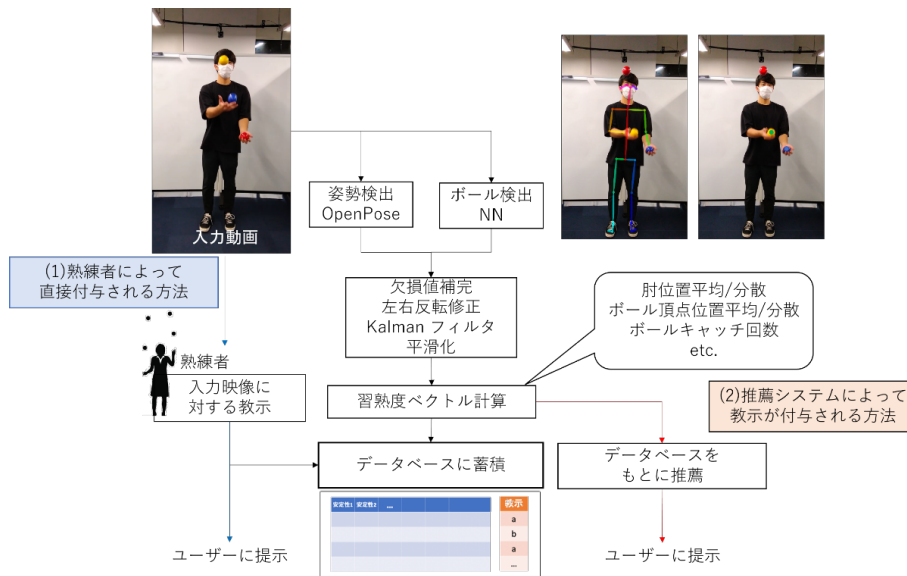 入力動画
姿勢検出
OpenPose
ボール検出
NN
(1)熟練者によって
直接付与される方法
欠損値補完
左右反転修正
Kalman フィルタ
平滑化
肘位置平均/分散
ボール頂点位置平均/分散
ボールキャッチ回数
etc.
熟練者
入力映像に
対する教示
習熟度ベクトル計算
(2)推薦システムによって
教示が付与される方法
データベースに蓄積
データベースを
もとに推薦
安定性1 安定性2 ...
教示
a
b
a
...
ユーザーに提示
ユーザーに提示